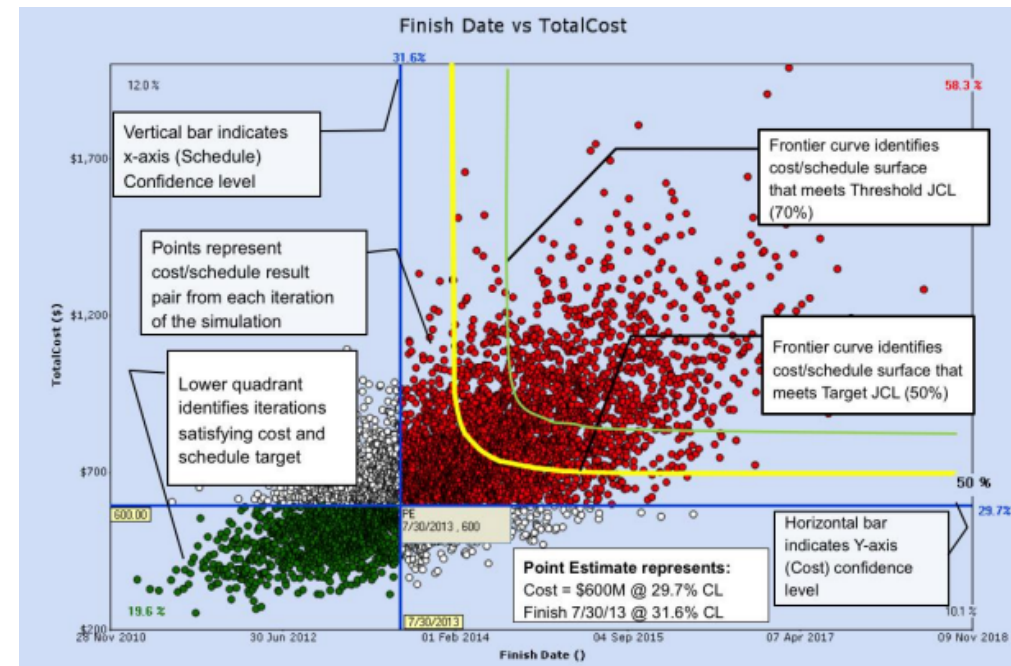 Finish Date vs TotalCost
31.6%
12.0 %
58.3 %
Vertical bar indicates
x-axis (Schedule)
Confidence level
Frontier curve identifies
cost/schedule surface
that meets Threshold JCL
(70%)
$1,700
Points represent
cost/schedule result
pair from each iteration
of the simulation
$1,200
TotalCost ($)
Frontier curve identifies
cost/schedule surface that
meets Target JCL (50%)
Lower quadrant
identifies iterations
satisfying cost and
schedule target
$700
50 %
600.00
PE
7/30/2013 , 600
29.7%
Horizontal bar
indicates Y-axis
(Cost) confidence
level
Point Estimate represents:
Cost = $600M @ 29.7% CL
Finish 7/30/13 @ 31.6% CL
19.6 %
10.1 %
7/30/2013
$200
28 Nov 2010
30 Jun 2012
01 Feb 2014
04 Sep 2015
07 Apr 2017
09 Nov 2018
Finish Date ()